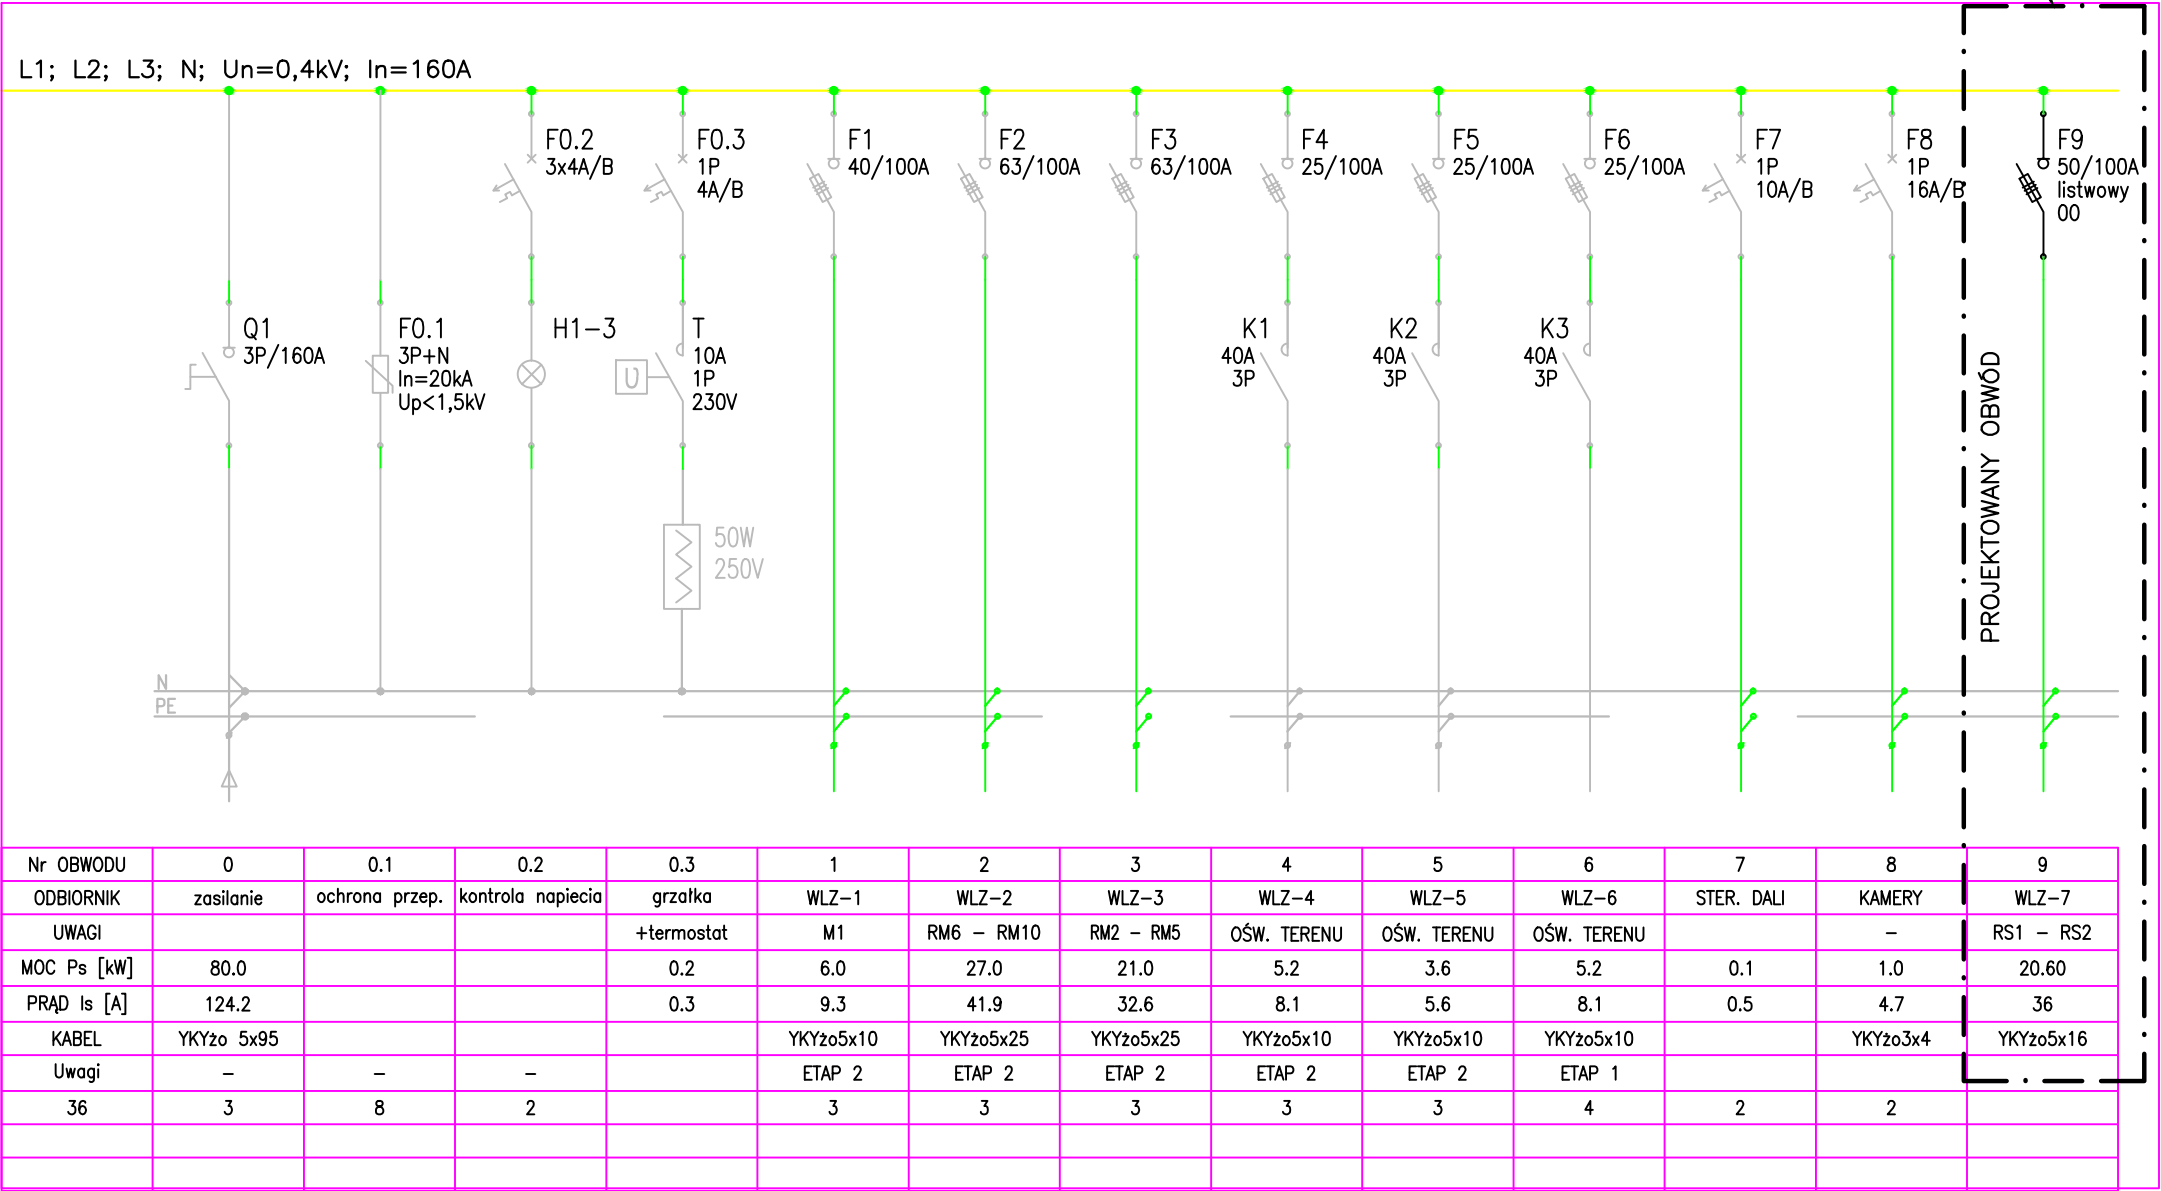 L1; L2; L3; N; Un=0,4kV; In=160A
F0.2
3x4A/B
F0.3
1P
4A/B
F1
40/100A
F2
63/100A
F3
63/100A
F4
25/100A
F5
25/100A
F6
25/100A
F7
1P
10A/B
F8
1P
16A/B
F9
50/100A
listwowy
00
Q1
3P/160A
F0.1
3P+N
In=20kA
Up<1,5kV
H1-3
T
10A
1P
230V
U
K1
40A
3P
K2
40A
3P
K3
40A
3P
PROJEKTOWANY OBWÓD
50W
250V
N
PE
Nr OBWODU 0 0.1 0.2 0.3 1 2 3 4 5 6 7 8 9
ODBIORNIK zasilanie ochrona przep. kontrola napiecia grzałka WLZ-1 WLZ-2 WLZ-3 WLZ-4 WLZ-5 WLZ-6 STER. DALI KAMERY WLZ-7
UWAGI +termostat M1 RM6 - RM10 RM2 - RM5 OŚW. TERENU OŚW. TERENU OŚW. TERENU - RS1 - RS2
MOC Ps [kW] 80.0 0.2 6.0 27.0 21.0 5.2 3.6 5.2 0.1 1.0 20.60
PRĄD Is [A] 124.2 0.3 9.3 41.9 32.6 8.1 5.6 8.1 0.5 4.7 36
KABEL YKYżo 5x95 YKYżo5x10 YKYżo5x25 YKYżo5x25 YKYżo5x10 YKYżo5x10 YKYżo5x10 YKYżo3x4 YKYżo5x16
Uwagi - - - ETAP 2 ETAP 2 ETAP 2 ETAP 2 ETAP 2 ETAP 1
36 3 8 2 3 3 3 3 3 4 2 2